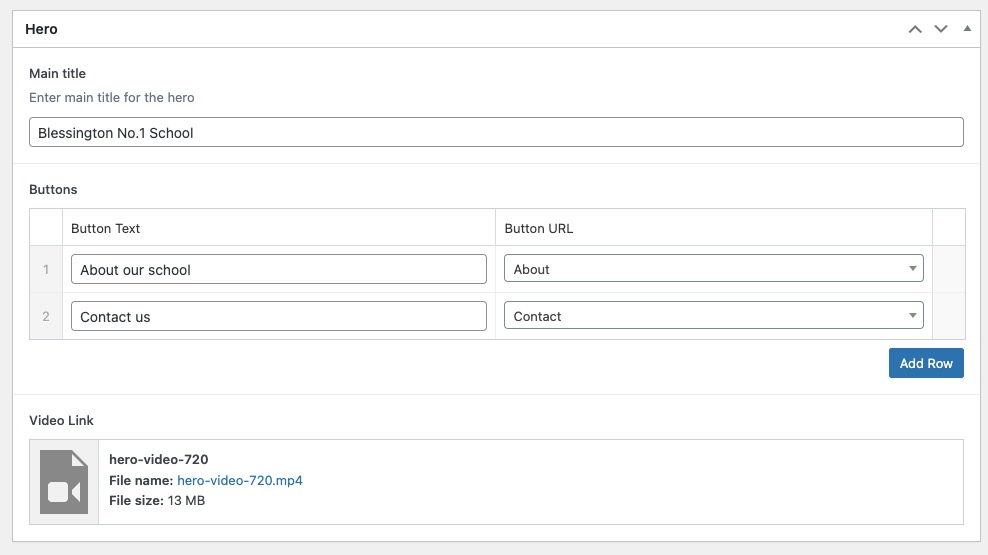 Hero
Main title
Enter main title for the hero
Blessington No.1 School
Buttons
Button Text Button URL
1 About our school About
2 Contact us Contact
Add Row
Video Link
hero-video-720
File name: hero-video-720.mp4
File size: 13 MB